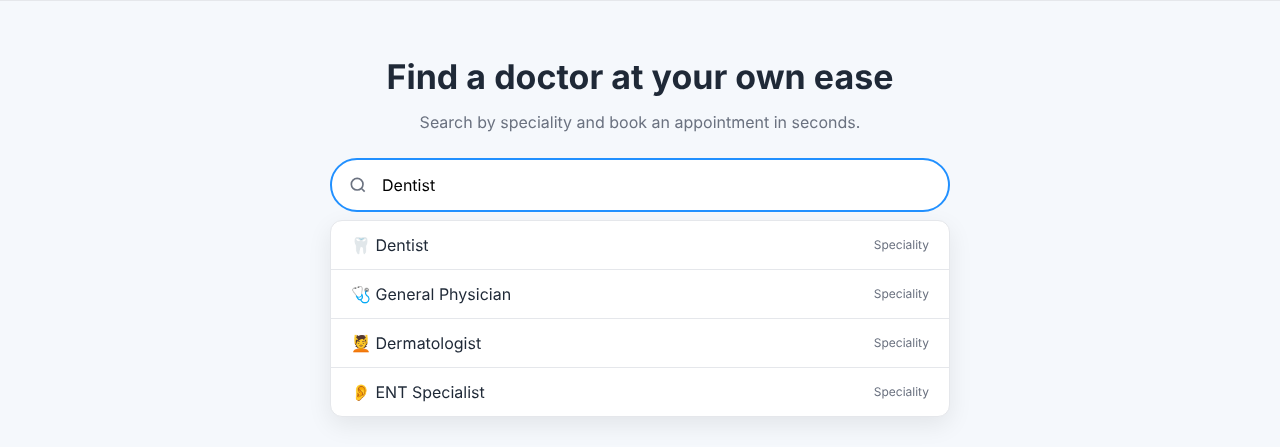 Find a doctor at your own ease
Search by speciality and book an appointment in seconds.
Dentist
🦷 Dentist Speciality
🩺 General Physician Speciality
💆 Dermatologist Speciality
👂 ENT Specialist Speciality